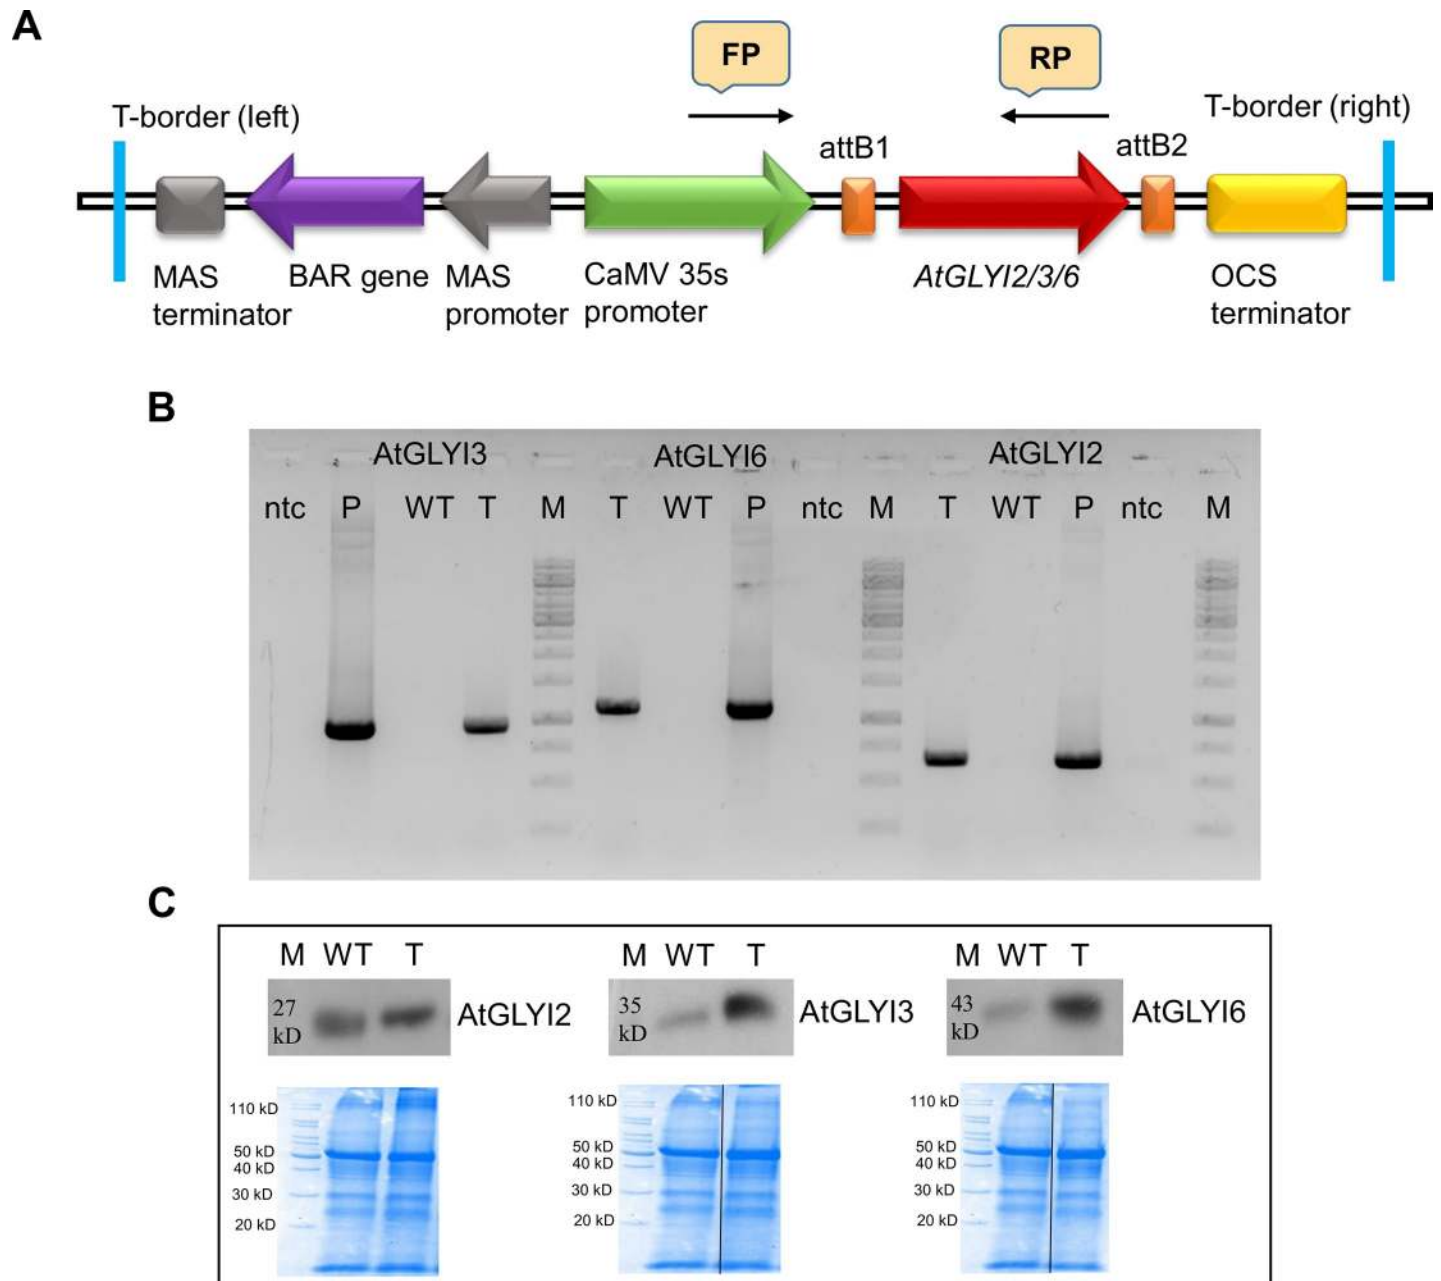 A
FP
RP
T-border (left)
T-border (right)
attB1
attB2
MAS
terminator
BAR gene
MAS
promoter
CaMV 35s
promoter
AtGLYI2/3/6
OCS
terminator
B
AtGLYI3
AtGLYI6
AtGLYI2
ntc P WT T M T WT P ntc M T WT P ntc M
C
M WT T
27
kD
AtGLYI2
M WT T
35
kD
AtGLYI3
M WT T
43
kD
AtGLYI6
110 kD
50 kD
40 kD
30 kD
20 kD
110 kD
50 kD
40 kD
30 kD
20 kD
110 kD
50 kD
40 kD
30 kD
20 kD